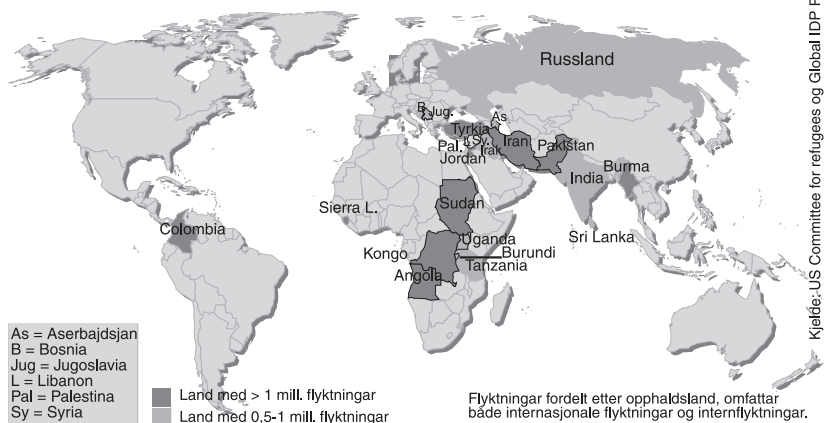 Russland
B
Jug.
As
Tyrkia
Sy.
Pal.
L
Irak
Iran
Pakistan
Jordan
Burma
India
Sierra L.
Sudan
Colombia
Sri Lanka
Uganda
Kongo
Burundi
Tanzania
Angola
As = Aserbajdsjan
B = Bosnia
Jug = Jugoslavia
L = Libanon
Pal = Palestina
Sy = Syria
Land med > 1 mill. flyktningar
Land med 0,5-1 mill. flyktningar
Flyktningar fordelt etter opphaldsland, omfattar
både internasjonale flyktningar og internflyktningar.
Kjelde: US Committee for refugees og Global IDP